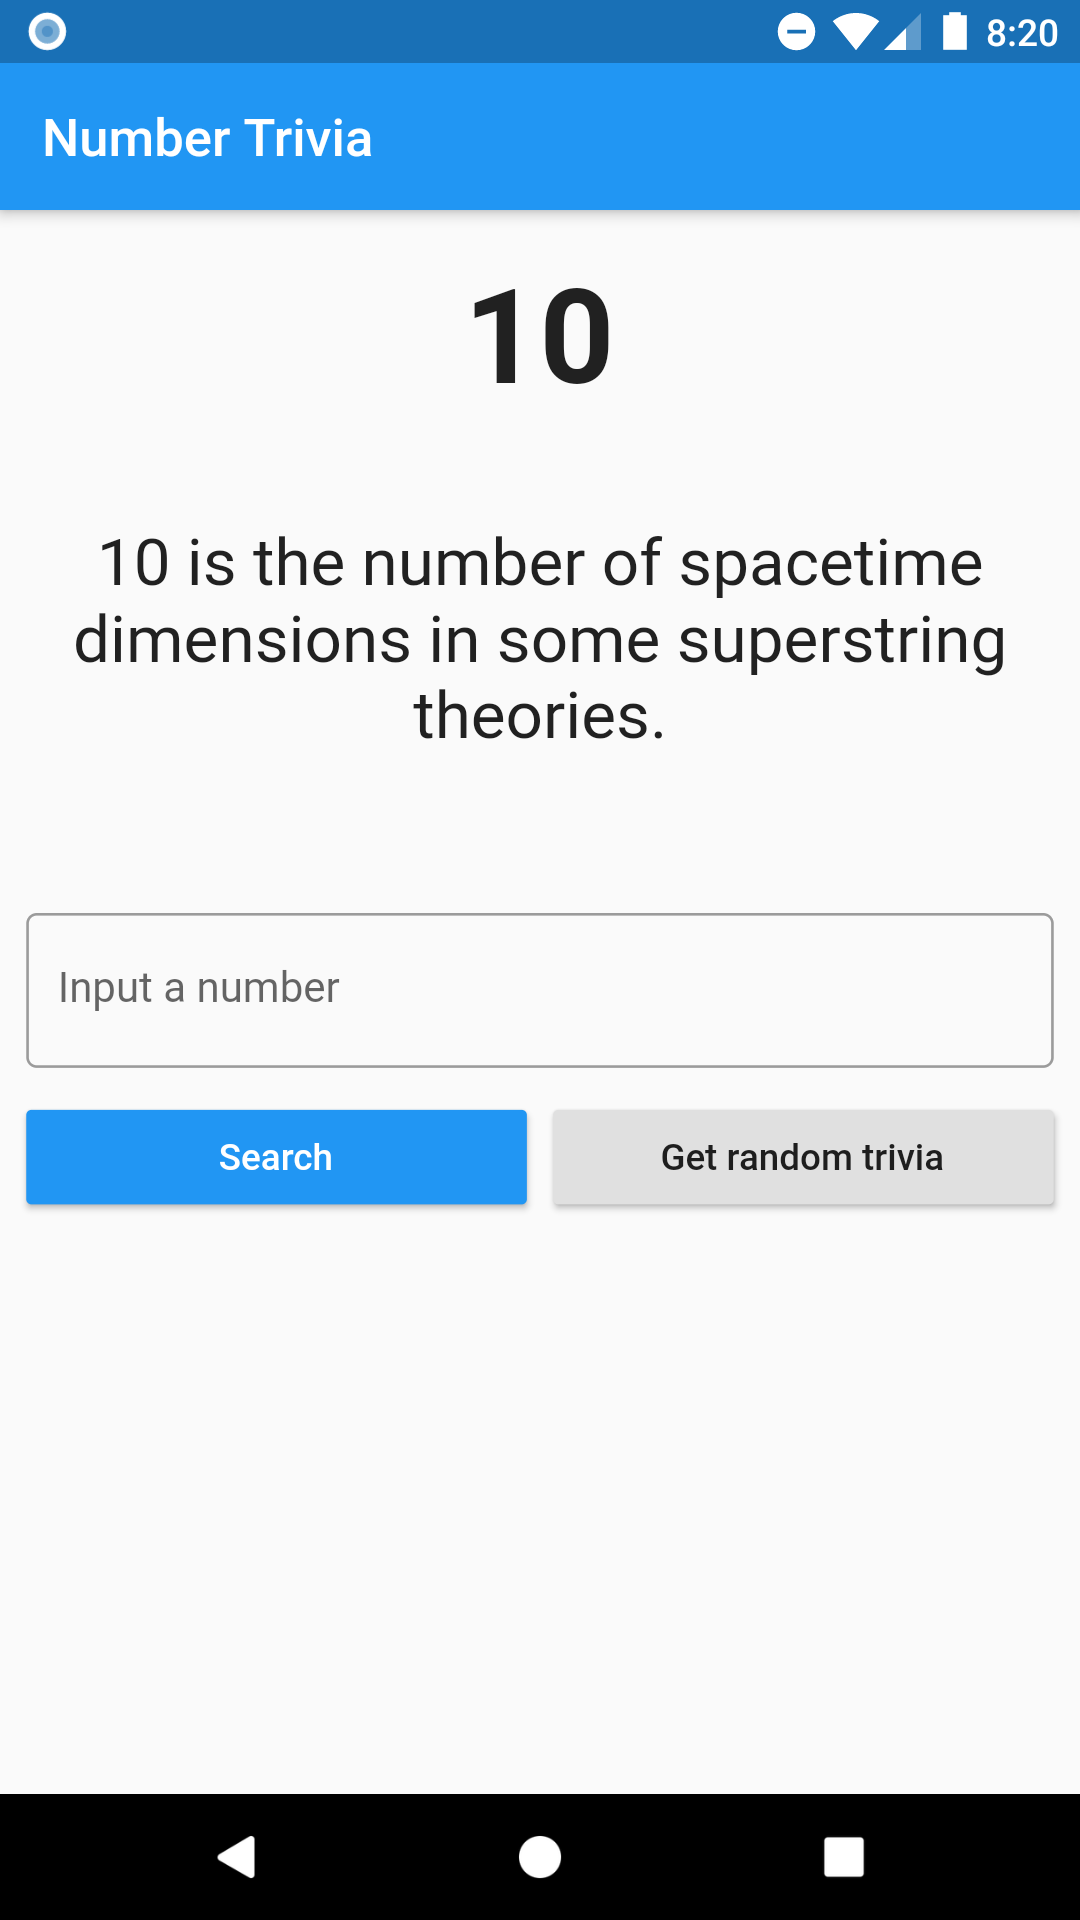 8:20
Number Trivia
10
10 is the number of spacetime
dimensions in some superstring
theories.
Input a number
Search
Get random trivia